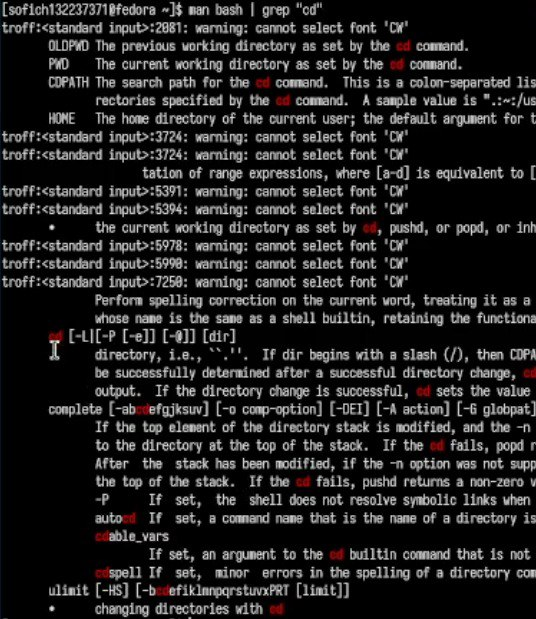 [sofich132237371@fedora ~]$ man bash | grep "cd"
troff:<standard input>:2081: warning: cannot select font 'CW'
OLDPWD The previous working directory as set by the cd command.
PWD The current working directory as set by the cd command.
CDPATH The search path for the cd command. This is a colon-separated lis
rectories specified by the cd command. A sample value is ".:~:/us
HOME The home directory of the current user; the default argument for t
troff:<standard input>:3724: warning: cannot select font 'CW'
troff:<standard input>:3724: warning: cannot select font 'CW'
tation of range expressions, where [a-d] is equivalent to [
troff:<standard input>:5391: warning: cannot select font 'CW'
troff:<standard input>:5394: warning: cannot select font 'CW'
• the current working directory as set by cd, pushd, or popd, or inh
troff:<standard input>:5978: warning: cannot select font 'CW'
troff:<standard input>:5990: warning: cannot select font 'CW'
troff:<standard input>:7250: warning: cannot select font 'CW'
Perform spelling correction on the current word, treating it as a
whose name is the same as a shell builtin, retaining the functiona
cd [-L|[-P [-e]] [-@]] [dir]
directory, i.e., ``.''. If dir begins with a slash (/), then CDPA
be successfully determined after a successful directory change, cd
output. If the directory change is successful, cd sets the value
complete [-abcdefgjksuv] [-o comp-option] [-DEI] [-A action] [-G globpat]
If the top element of the directory stack is modified, and the -n
to the directory at the top of the stack. If the cd fails, popd r
After the stack has been modified, if the -n option was not supp
the top of the stack. If the cd fails, pushd returns a non-zero v
-P If set, the shell does not resolve symbolic links when
autocd If set, a command name that is the name of a directory is
cdable_vars
If set, an argument to the cd builtin command that is not
cdspell If set, minor errors in the spelling of a directory com
ulimit [-HS] [-bcdefiklmnpqrstuvxPRT [limit]]
• changing directories with cd